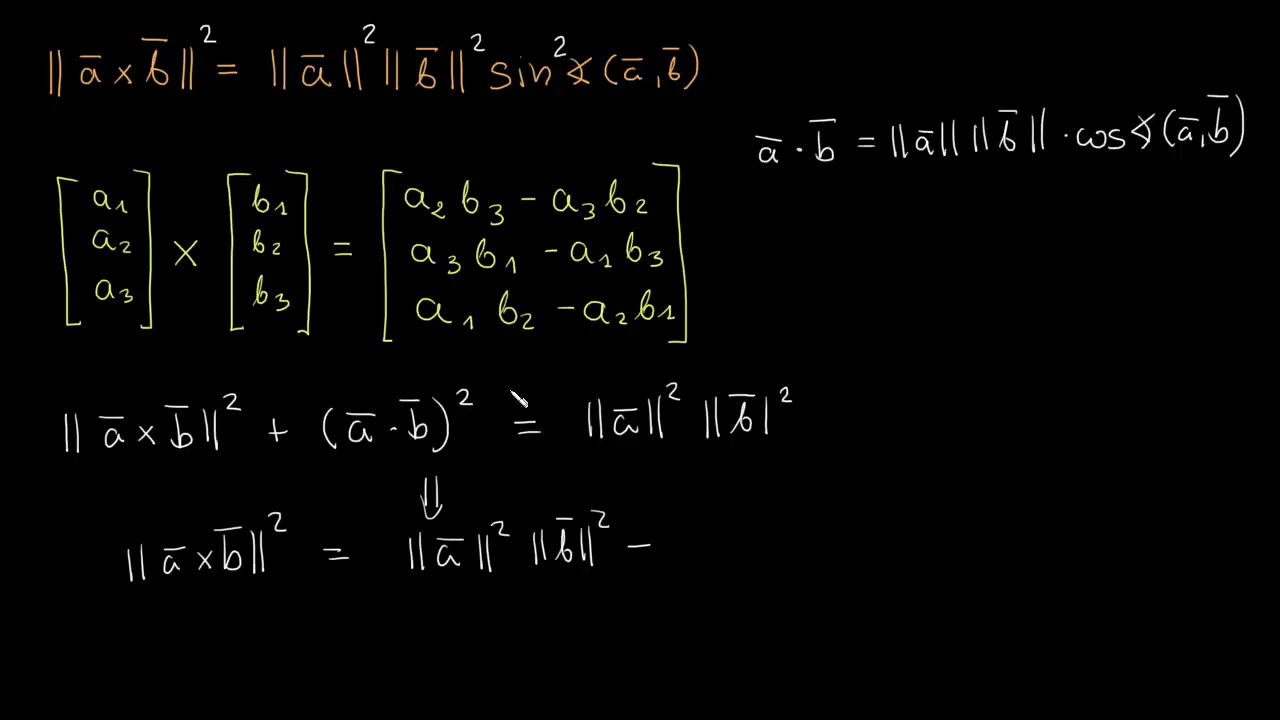 ‖ā × b̄‖² = ‖ā‖² ‖b̄‖² sin² ∢(ā, b̄)
ā · b̄ = ‖ā‖ ‖b̄‖ · cos ∢(ā, b̄)
[a₁ a₂ a₃] × [b₁ b₂ b₃] = [a₂b₃ − a₃b₂
a₃b₁ − a₁b₃
a₁b₂ − a₂b₁]
‖ā × b̄‖² + (ā · b̄)² = ‖ā‖² ‖b̄|²
⇓
‖ā × b̄‖² = ‖ā‖² ‖b̄‖² −